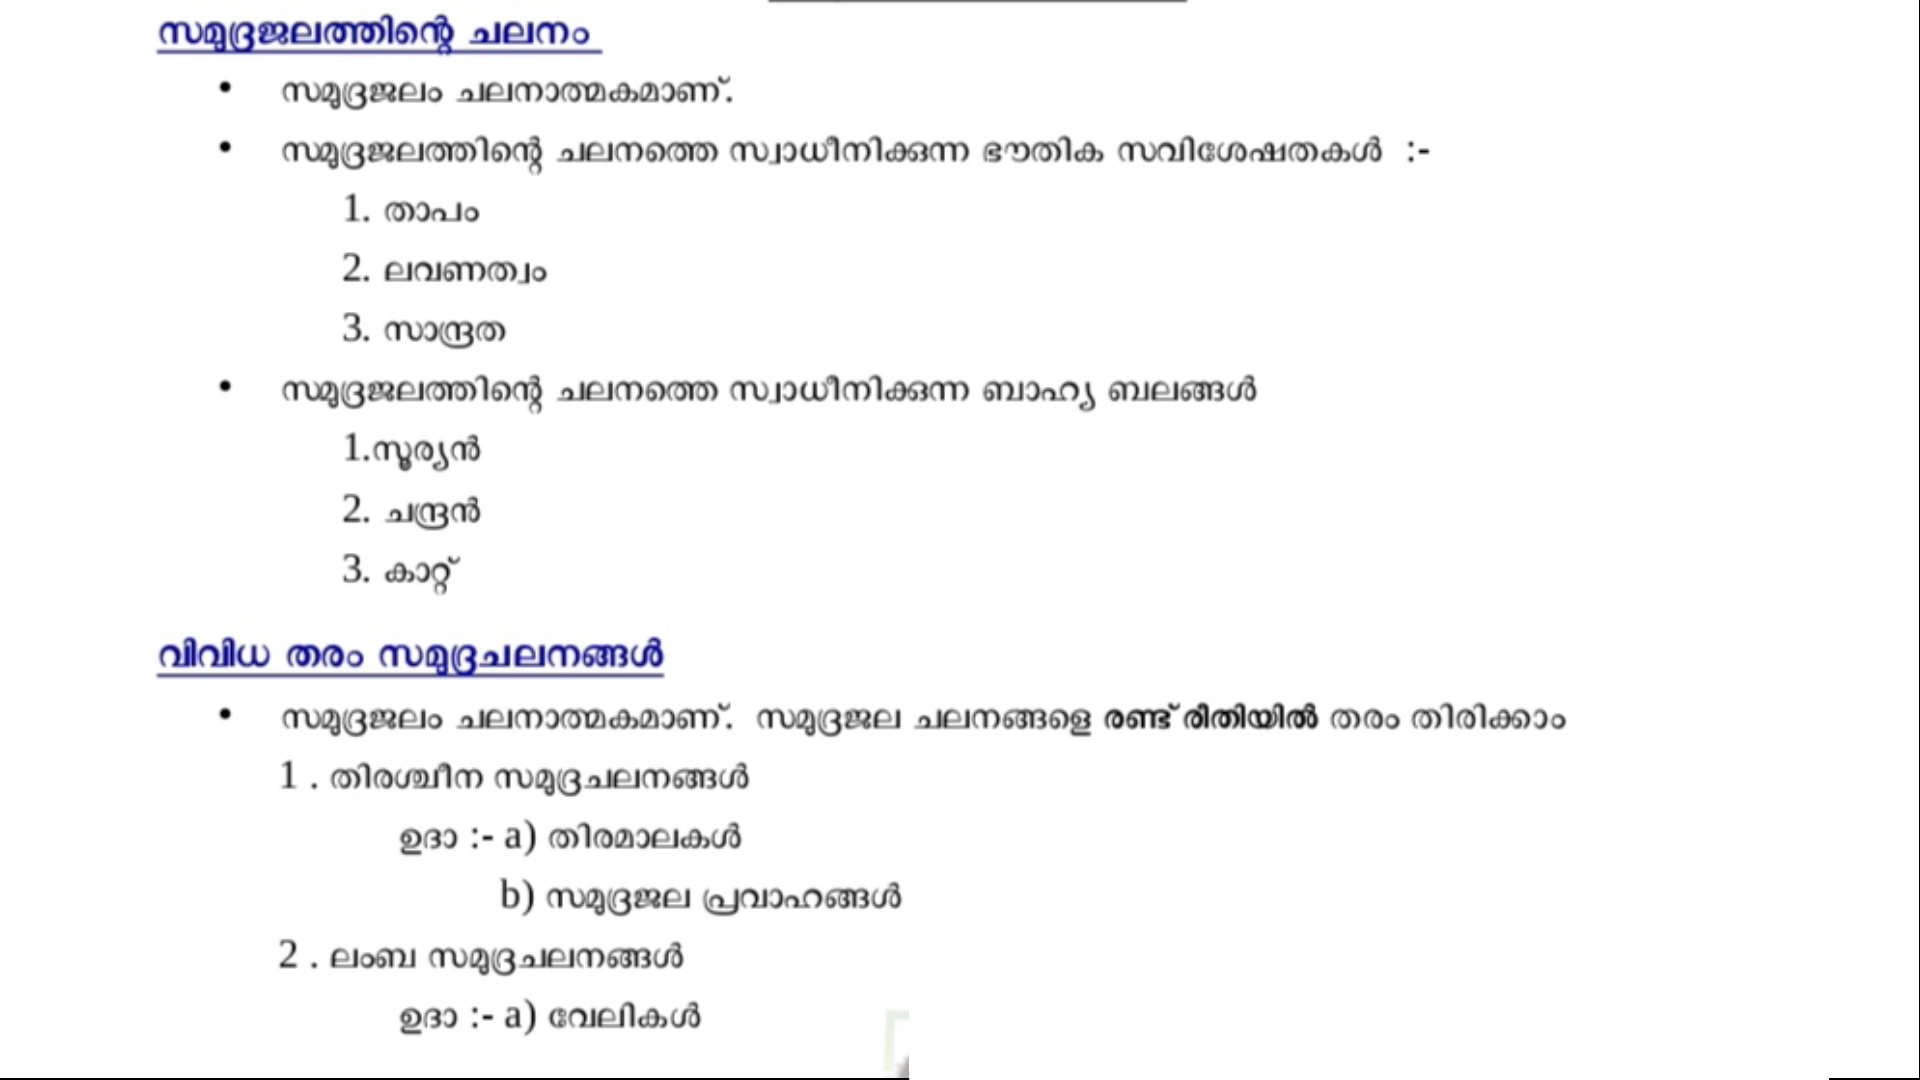 സമുദ്രജലത്തിന്റെ ചലനം
• സമുദ്രജലം ചലനാത്മകമാണ്.
• സമുദ്രജലത്തിന്റെ ചലനത്തെ സ്വാധീനിക്കുന്ന ഭൗതിക സവിശേഷതകൾ :-
1. താപം
2. ലവണത്വം
3. സാന്ദ്രത
• സമുദ്രജലത്തിന്റെ ചലനത്തെ സ്വാധീനിക്കുന്ന ബാഹ്യ ബലങ്ങൾ
1.സൂര്യൻ
2. ചന്ദ്രൻ
3. കാറ്റ്
വിവിധ തരം സമുദ്രചലനങ്ങൾ
• സമുദ്രജലം ചലനാത്മകമാണ്. സമുദ്രജല ചലനങ്ങളെ രണ്ട് രീതിയിൽ തരം തിരിക്കാം
1 . തിരശ്ചീന സമുദ്രചലനങ്ങൾ
ഉദാ :- a) തിരമാലകൾ
b) സമുദ്രജല പ്രവാഹങ്ങൾ
2 . ലംബ സമുദ്രചലനങ്ങൾ
ഉദാ :- a) വേലികൾ